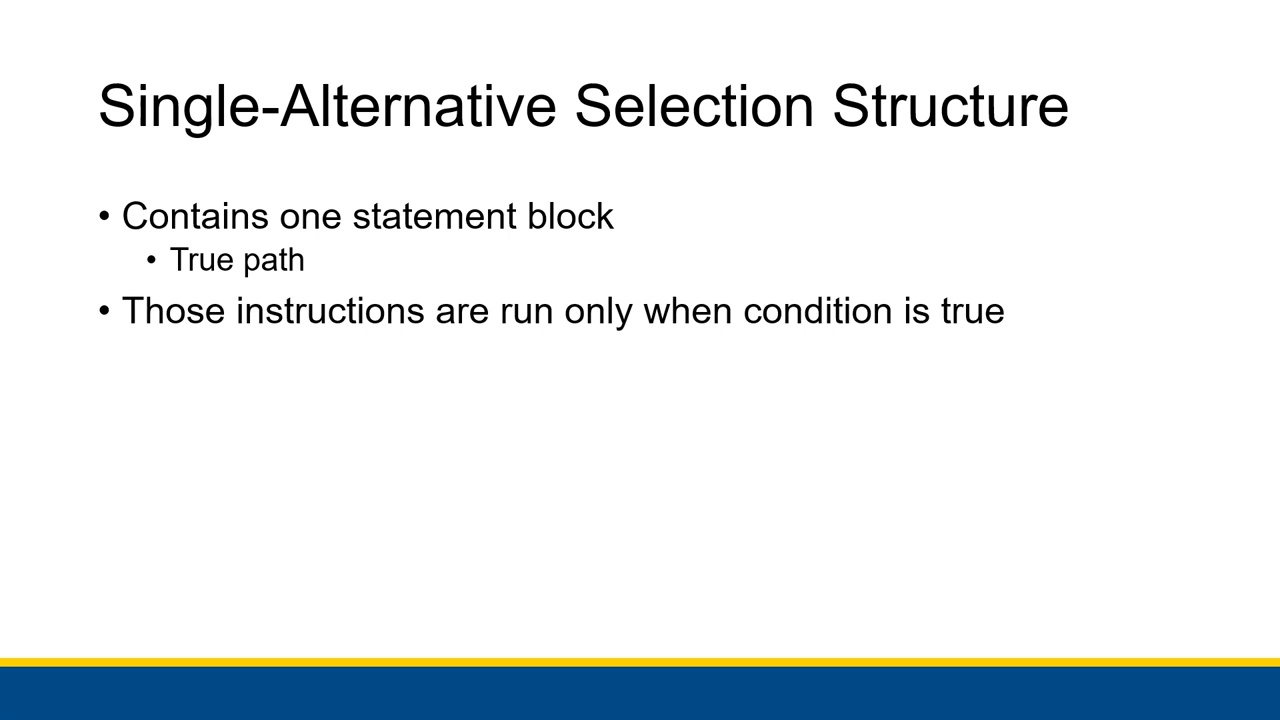 Single-Alternative Selection Structure
• Contains one statement block
• True path
• Those instructions are run only when condition is true